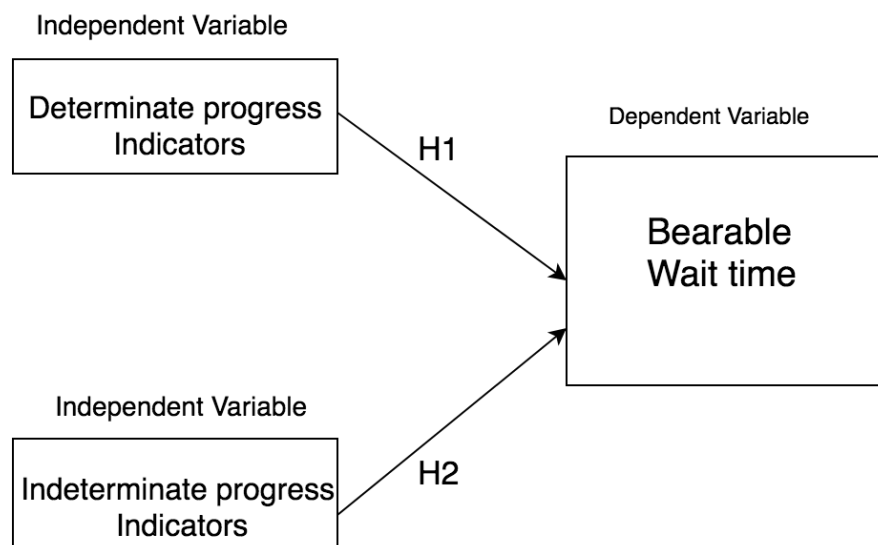 Independent Variable
Determinate progress
Indicators
H1
Dependent Variable
Bearable
Wait time
Independent Variable
Indeterminate progress
Indicators
H2